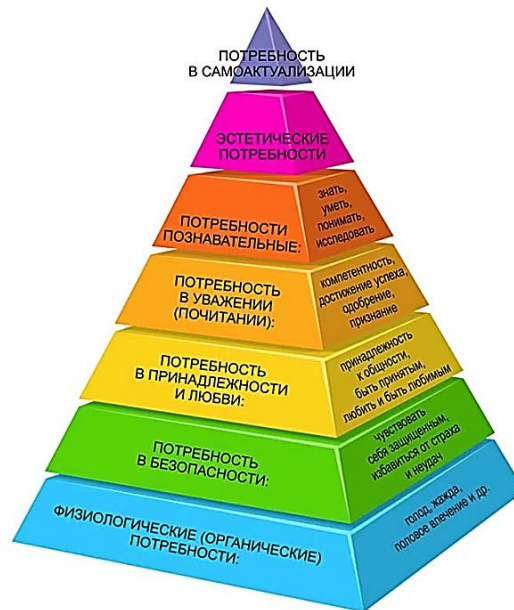 ПОТРЕБНОСТЬ
В САМОАКТУАЛИЗАЦИИ
ЭСТЕТИЧЕСКИЕ
ПОТРЕБНОСТИ
ПОТРЕБНОСТИ
ПОЗНАВАТЕЛЬНЫЕ:
знать,
уметь,
понимать,
исследовать
ПОТРЕБНОСТЬ
В УВАЖЕНИИ
(ПОЧИТАНИИ):
компетентность,
достижение успеха,
одобрение,
признание
ПОТРЕБНОСТЬ
В ПРИНАДЛЕЖНОСТИ
И ЛЮБВИ:
принадлежность
к общности,
быть принятым,
любить и быть любимым
ПОТРЕБНОСТЬ
В БЕЗОПАСНОСТИ:
чувствовать
себя защищенным,
избавиться от страха
и неудач
ФИЗИОЛОГИЧЕСКИЕ (ОРГАНИЧЕСКИЕ)
ПОТРЕБНОСТИ:
голод, жажда,
половое влечение и др.